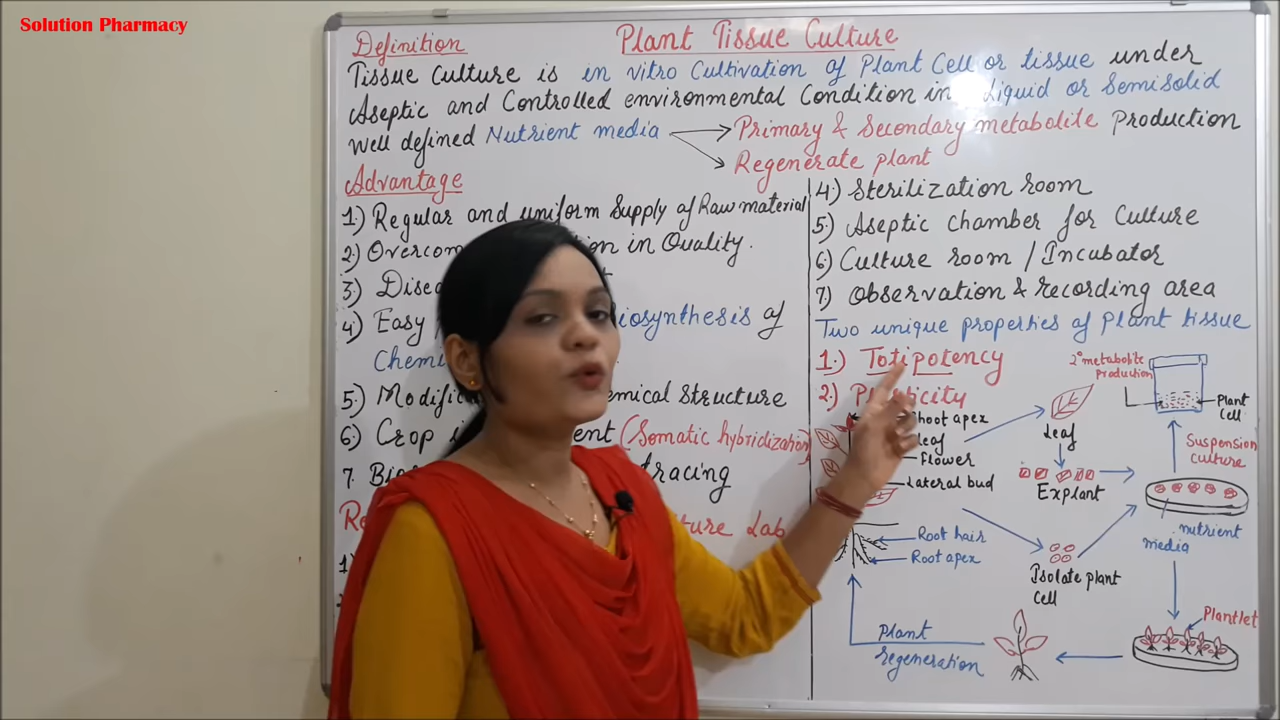 Solution Pharmacy
Plant Tissue Culture
Definition
Tissue Culture is in vitro Cultivation of Plant Cell or tissue under
Aseptic and Controlled environmental Condition in Liquid or Semisolid
well defined Nutrient media
Primary & Secondary metabolite Production
Regenerate plant
Advantage
1.) Regular and uniform Supply of Raw material
2.) Overcom in Quality.
3.) Dise
4.) Easy iosynthesis of
Chemi
5.) Modific emical Structure
6.) Crop i ent (Somatic hybridization)
7. Bios tracing
ture Lab
4.) Sterilization room
5.) Aseptic chamber for Culture
6.) Culture room / Incubator
7.) Observation & recording area
Two unique properties of plant tissue
1.) Totipotency
2.) Plasticity
Shoot apex
Leaf
flower
Lateral bud
Root hair
Root apex
Leaf
Explant
Isolate plant
Cell
2° metabolite
Production
Plant
Cell
Suspension
Culture
nutrient
media
Plantlet
Plant
regeneration